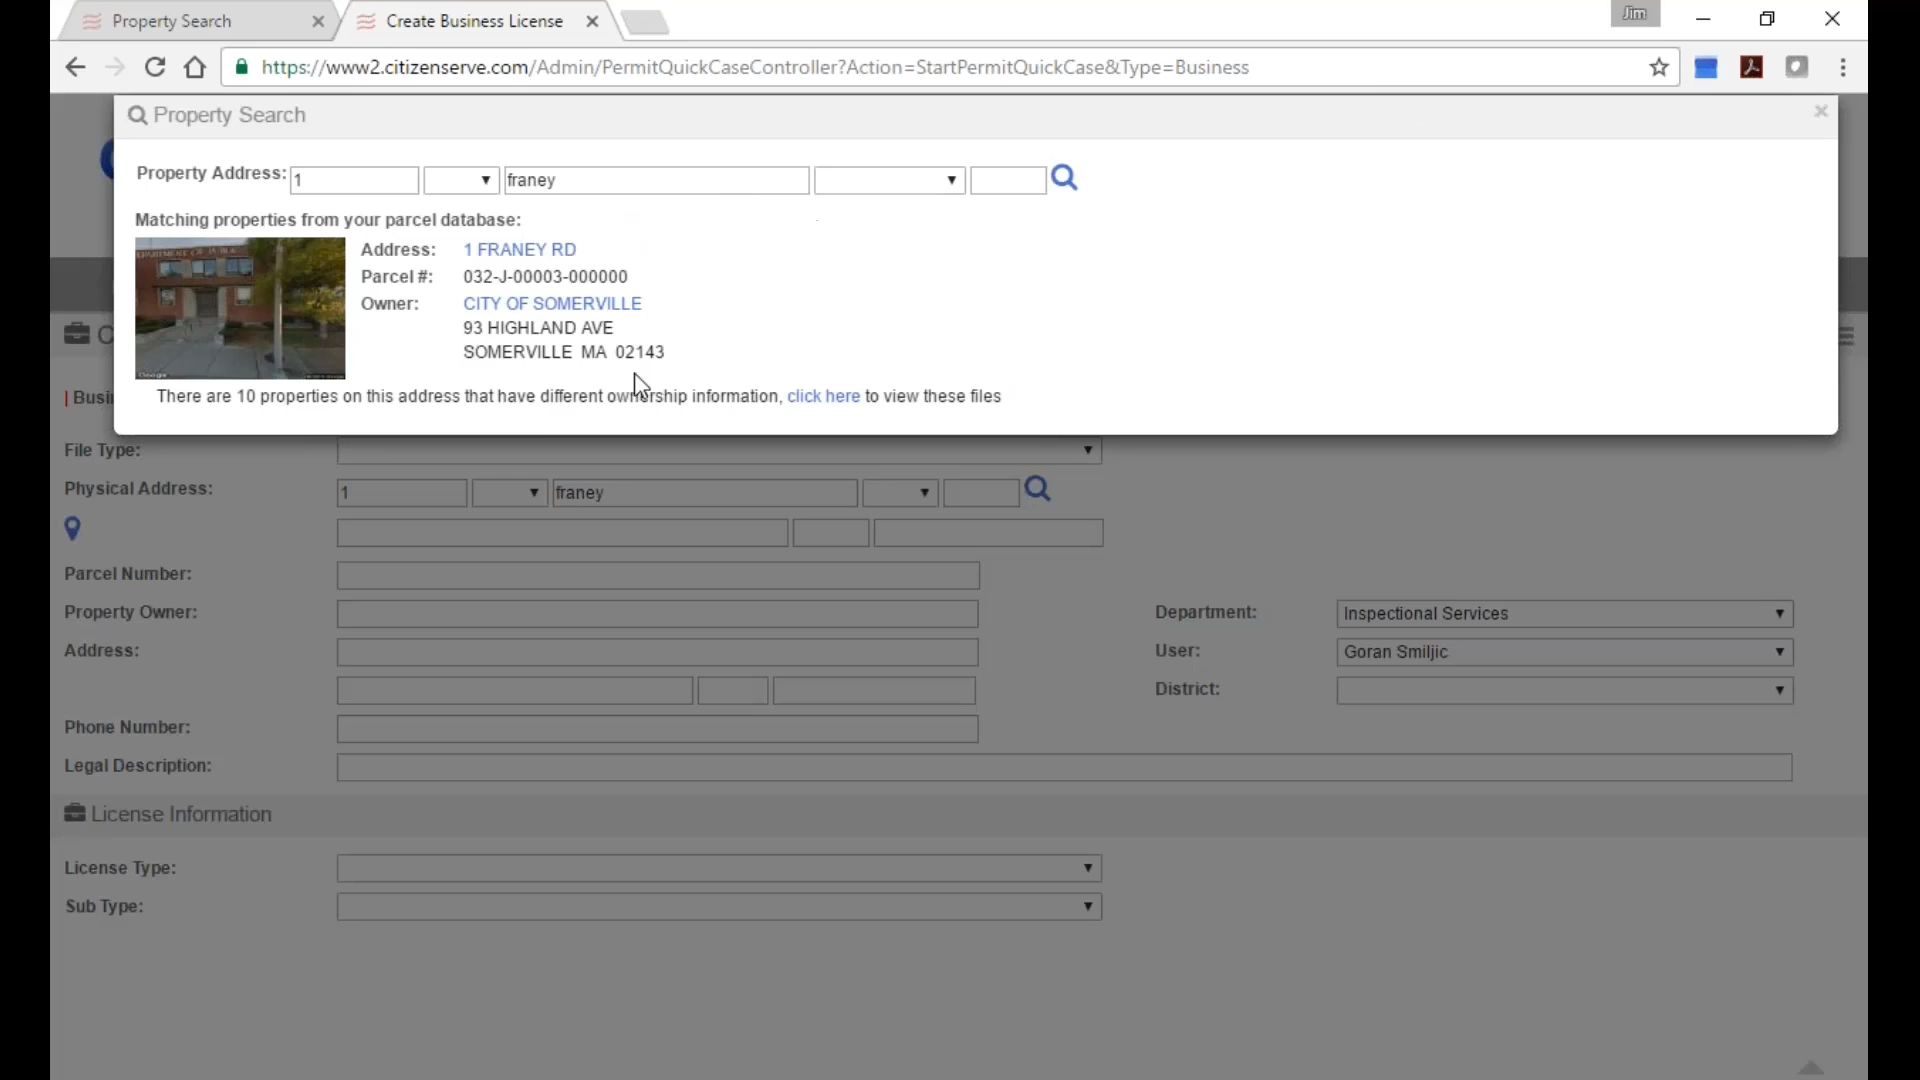 Property Search
Create Business License
Jim
https://www2.citizenserve.com/Admin/PermitQuickCaseController?Action=StartPermitQuickCase&Type=Business
Property Search
Property Address: 1 franey
Matching properties from your parcel database:
Address: 1 FRANEY RD
Parcel #: 032-J-00003-000000
Owner: CITY OF SOMERVILLE
93 HIGHLAND AVE
SOMERVILLE MA 02143
There are 10 properties on this address that have different ownership information, click here to view these files
File Type:
Physical Address: 1 franey
Parcel Number:
Property Owner:
Department: Inspectional Services
Address:
User: Goran Smiljic
District:
Phone Number:
Legal Description:
License Information
License Type:
Sub Type: